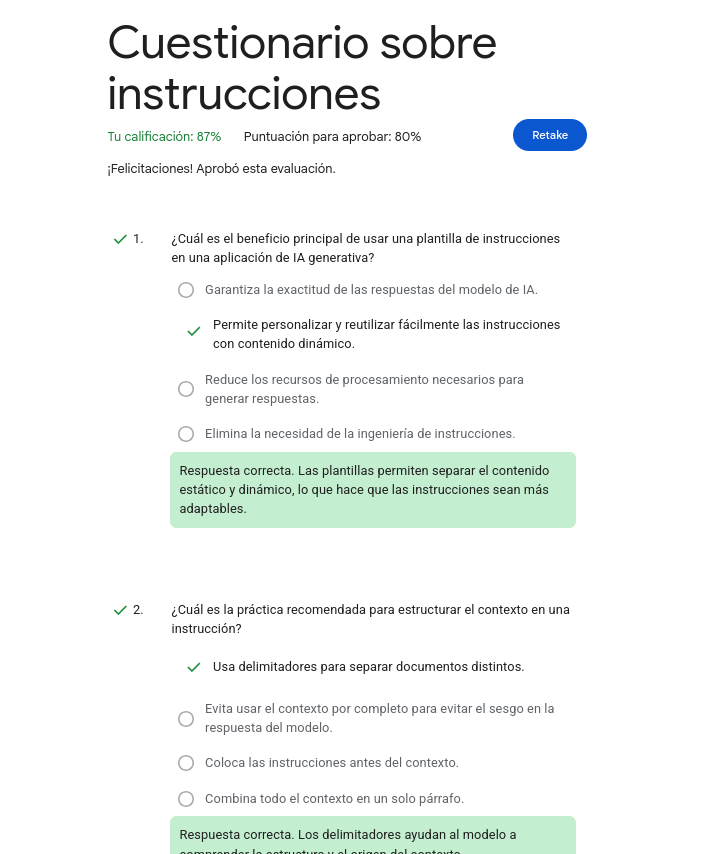 Cuestionario sobre
instrucciones
Tu calificación: 87% Puntuación para aprobar: 80%
Retake
¡Felicitaciones! Aprobó esta evaluación.
1. ¿Cuál es el beneficio principal de usar una plantilla de instrucciones
en una aplicación de IA generativa?
Garantiza la exactitud de las respuestas del modelo de IA.
Permite personalizar y reutilizar fácilmente las instrucciones
con contenido dinámico.
Reduce los recursos de procesamiento necesarios para
generar respuestas.
Elimina la necesidad de la ingeniería de instrucciones.
Respuesta correcta. Las plantillas permiten separar el contenido
estático y dinámico, lo que hace que las instrucciones sean más
adaptables.
2. ¿Cuál es la práctica recomendada para estructurar el contexto en una
instrucción?
Usa delimitadores para separar documentos distintos.
Evita usar el contexto por completo para evitar el sesgo en la
respuesta del modelo.
Coloca las instrucciones antes del contexto.
Combina todo el contexto en un solo párrafo.
Respuesta correcta. Los delimitadores ayudan al modelo a
comprender la estructura y el origen del contexto.